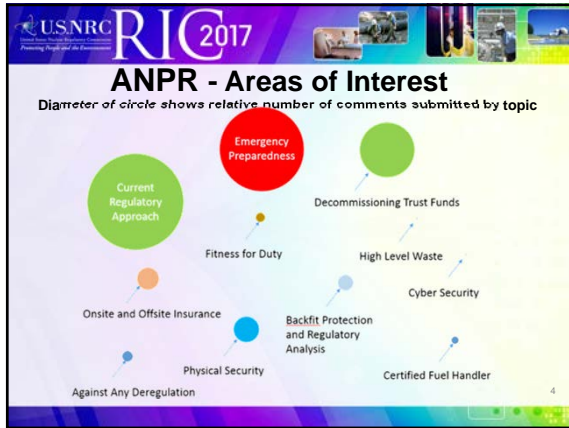 U.S.NRC
United States Nuclear Regulatory Commission
Protecting People and the Environment
RIC 2017
ANPR - Areas of Interest
Diameter of circle shows relative number of comments submitted by topic
Emergency
Preparedness
Current
Regulatory
Approach
Decommissioning Trust Funds
Fitness for Duty
High Level Waste
Cyber Security
Onsite and Offsite Insurance
Backfit Protection
and Regulatory
Analysis
Physical Security
Certified Fuel Handler
Against Any Deregulation
4